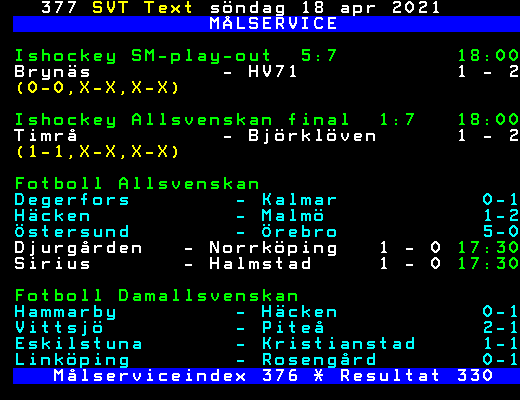 377 SVT Text söndag 18 apr 2021
MÅLSERVICE
Ishockey SM-play-out 5:7 18:00
Brynäs - HV71 1 - 2
(0-0,X-X,X-X)
Ishockey Allsvenskan final 1:7 18:00
Timrå - Björklöven 1 - 2
(1-1,X-X,X-X)
Fotboll Allsvenskan
Degerfors - Kalmar 0-1
Häcken - Malmö 1-2
Östersund - Örebro 5-0
Djurgården - Norrköping 1 - 0 17:30
Sirius - Halmstad 1 - 0 17:30
Fotboll Damallsvenskan
Hammarby - Häcken 0-1
Vittsjö - Piteå 2-1
Eskilstuna - Kristianstad 1-1
Linköping - Rosengård 0-1
Målserviceindex 376 * Resultat 330